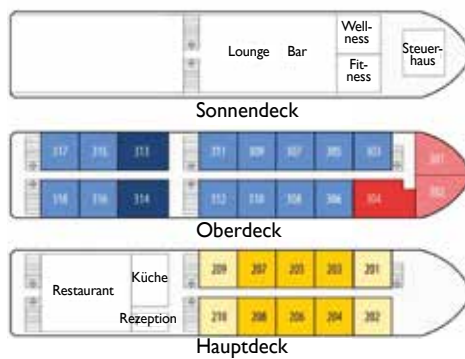 Well-
ness
Lounge Bar
Steuer-
haus
Fit-
ness
Sonnendeck
317 315 313 311 309 307 305 303 301
318 316 314 312 310 308 306 304 302
Oberdeck
209 207 205 203 201
Küche
Restaurant
Rezeption
210 208 206 204 202
Hauptdeck